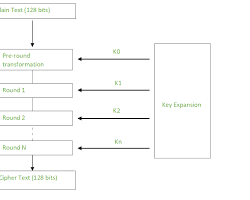 lain Text (128 bits)
Pre-round
transformation
K0
Round 1
K1
Key Expansion
Round 2
K2
Round N
Kn
Cipher Text (128 bits)